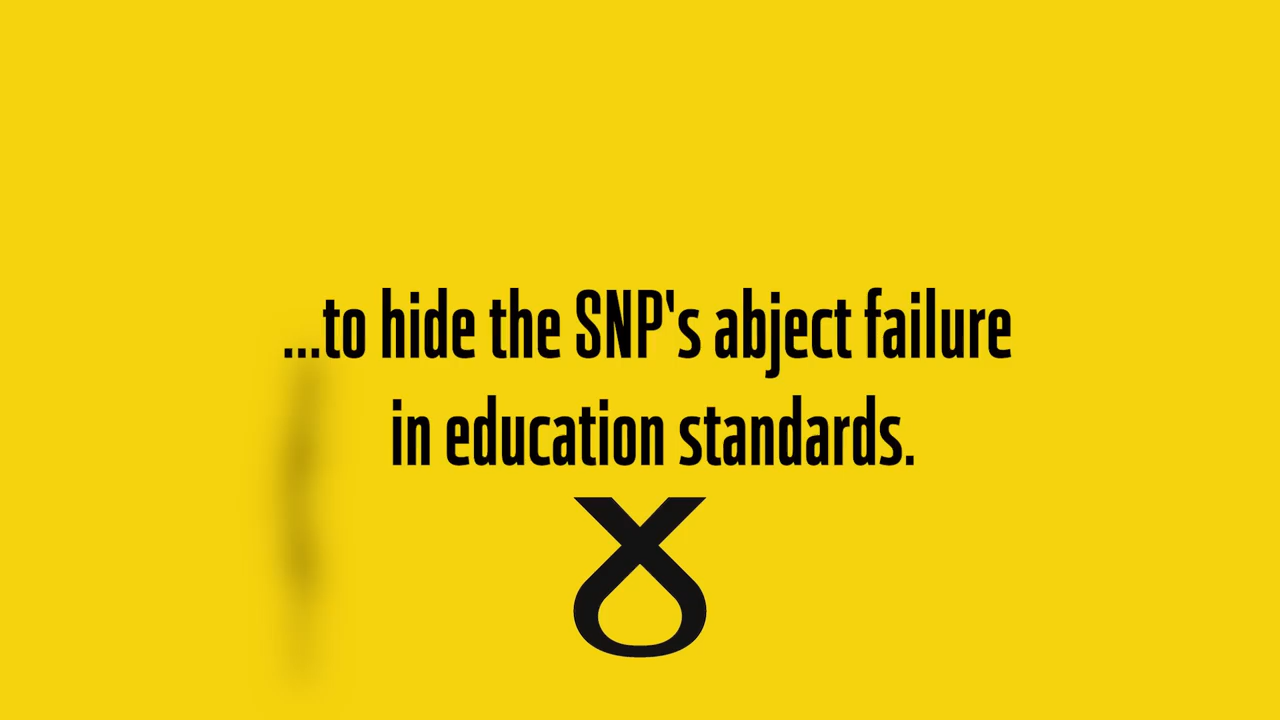 ...to hide the SNP's abject failure
in education standards.